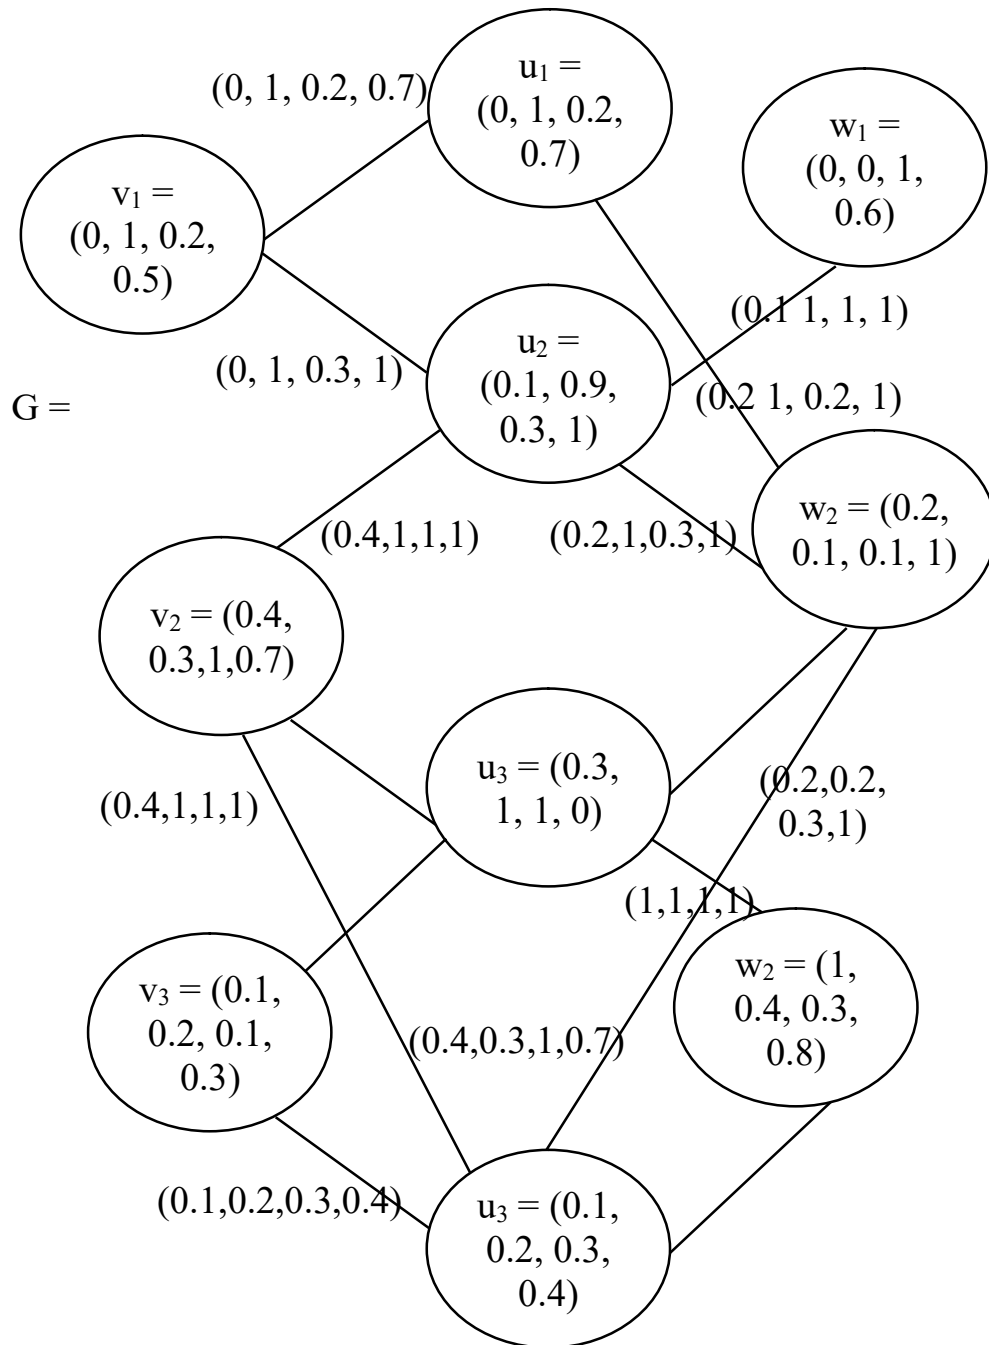 (0, 1, 0.2, 0.7)
u₁ =
(0, 1, 0.2,
0.7)
w₁ =
(0, 0, 1,
0.6)
v₁ =
(0, 1, 0.2,
0.5)
(0.1 1, 1, 1)
(0, 1, 0.3, 1)
u₂ =
(0.1, 0.9,
0.3, 1)
(0.2 1, 0.2, 1)
G =
w₂ = (0.2,
0.1, 0.1, 1)
(0.4,1,1,1)
(0.2,1,0.3,1)
v₂ = (0.4,
0.3,1,0.7)
u₃ = (0.3,
1, 1, 0)
(0.4,1,1,1)
(0.2,0.2,
0.3,1)
(1,1,1,1)
v₃ = (0.1,
0.2, 0.1,
0.3)
w₂ = (1,
0.4, 0.3,
0.8)
(0.4,0.3,1,0.7)
(0.1,0.2,0.3,0.4)
u₃ = (0.1,
0.2, 0.3,
0.4)